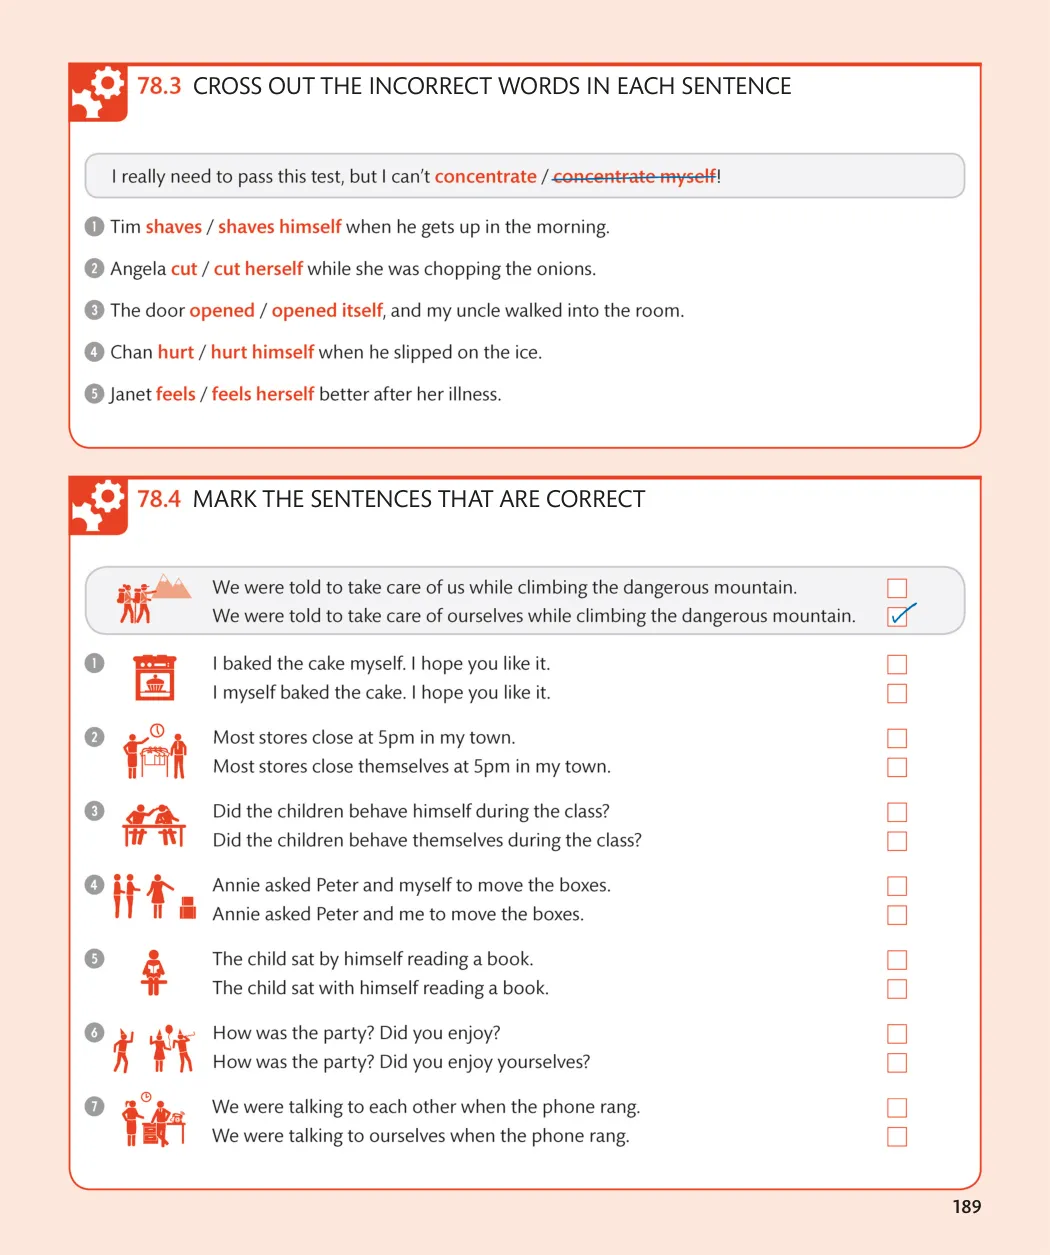 78.3 CROSS OUT THE INCORRECT WORDS IN EACH SENTENCE
I really need to pass this test, but I can’t concentrate / concentrate myself!
1 Tim shaves / shaves himself when he gets up in the morning.
2 Angela cut / cut herself while she was chopping the onions.
3 The door opened / opened itself, and my uncle walked into the room.
4 Chan hurt / hurt himself when he slipped on the ice.
5 Janet feels / feels herself better after her illness.
78.4 MARK THE SENTENCES THAT ARE CORRECT
We were told to take care of us while climbing the dangerous mountain.
We were told to take care of ourselves while climbing the dangerous mountain.
1 I baked the cake myself. I hope you like it.
I myself baked the cake. I hope you like it.
2 Most stores close at 5pm in my town.
Most stores close themselves at 5pm in my town.
3 Did the children behave himself during the class?
Did the children behave themselves during the class?
4 Annie asked Peter and myself to move the boxes.
Annie asked Peter and me to move the boxes.
5 The child sat by himself reading a book.
The child sat with himself reading a book.
6 How was the party? Did you enjoy?
How was the party? Did you enjoy yourselves?
7 We were talking to each other when the phone rang.
We were talking to ourselves when the phone rang.
189